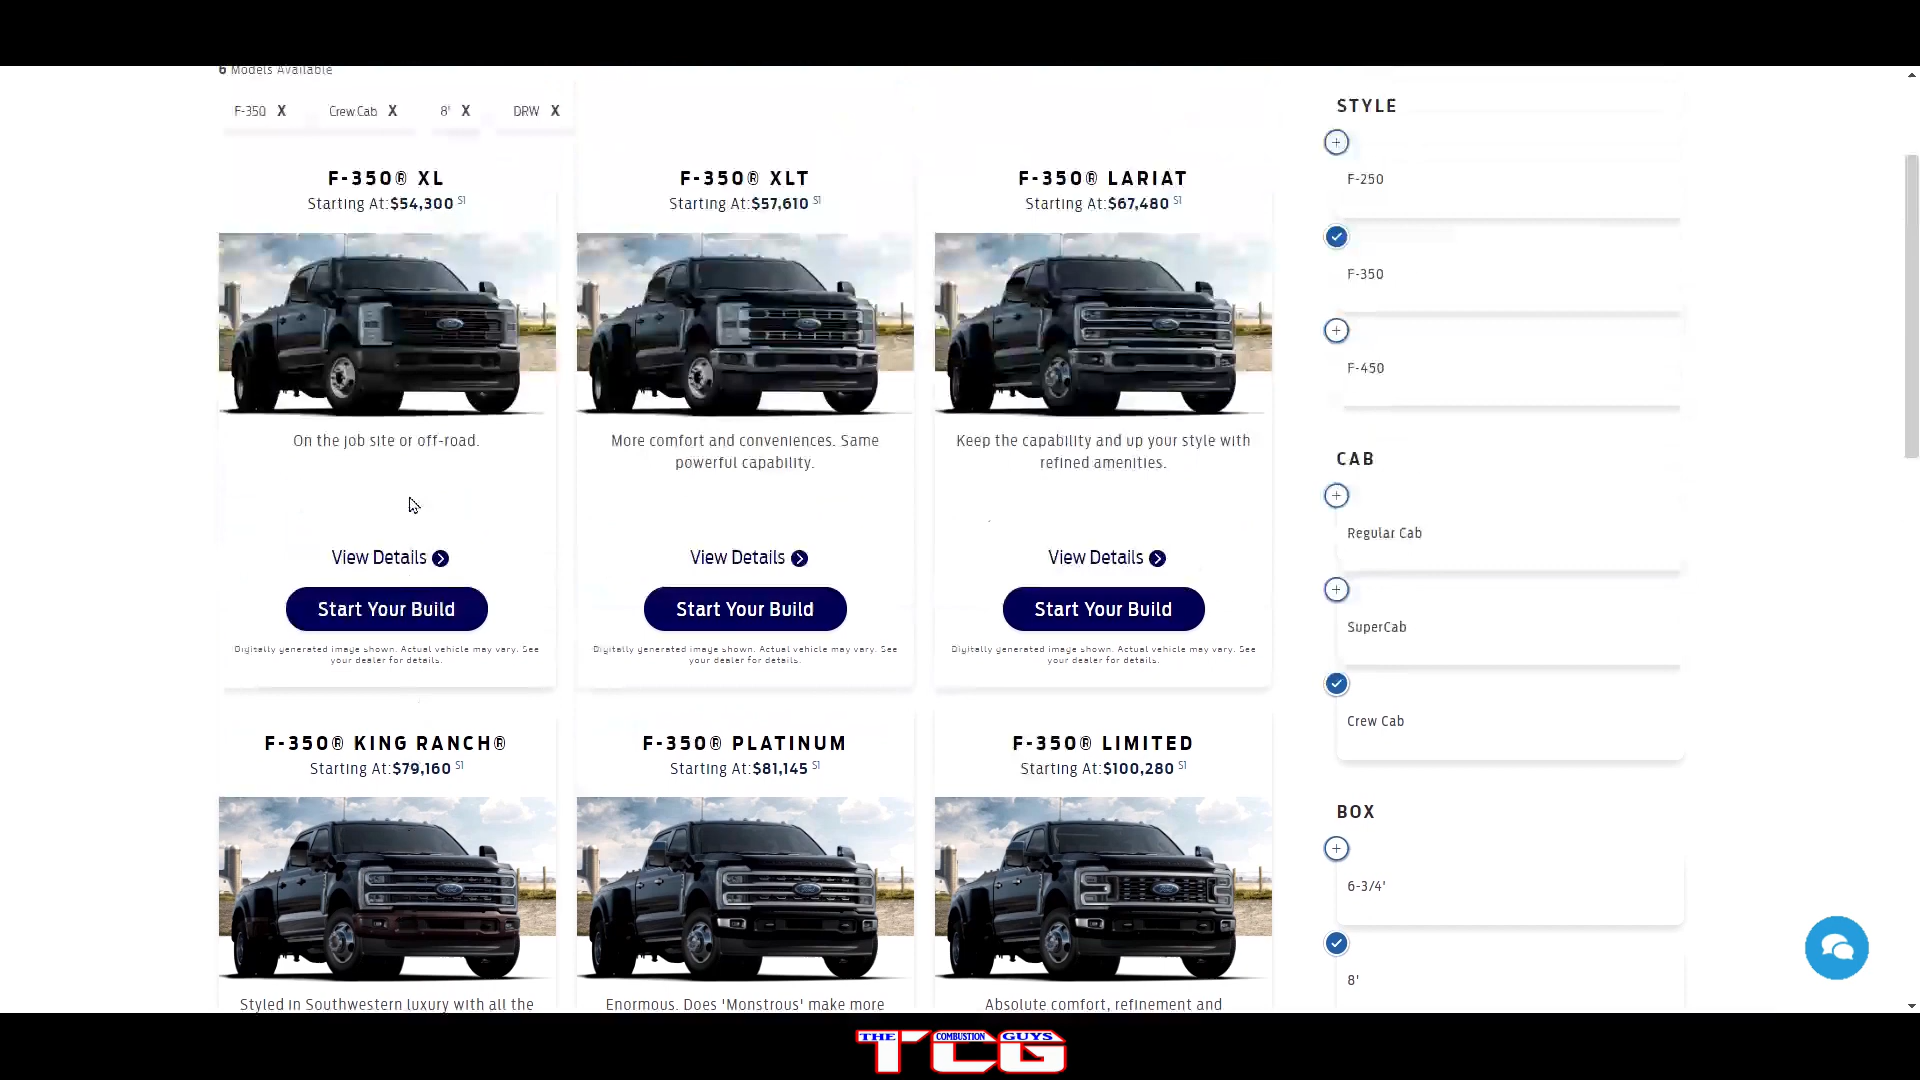 6 Models Available
F-350 X Crew Cab X 8' X DRW X
F-350® XL
Starting At:$54,300 S1
On the job site or off-road.
View Details
Start Your Build
Digitally generated image shown. Actual vehicle may vary. See
your dealer for details.
F-350® XLT
Starting At:$57,610 S1
More comfort and conveniences. Same
powerful capability.
View Details
Start Your Build
Digitally generated image shown. Actual vehicle may vary. See
your dealer for details.
F-350® LARIAT
Starting At:$67,480 S1
Keep the capability and up your style with
refined amenities.
View Details
Start Your Build
Digitally generated image shown. Actual vehicle may vary. See
your dealer for details.
F-350® KING RANCH®
Starting At:$79,160 S1
Styled in Southwestern luxury with all the
F-350® PLATINUM
Starting At:$81,145 S1
Enormous. Does 'Monstrous' make more
F-350® LIMITED
Starting At:$100,280 S1
Absolute comfort, refinement and
STYLE
F-250
F-350
F-450
CAB
Regular Cab
SuperCab
Crew Cab
BOX
6-3/4'
8'
THE COMBUSTION GUYS
TCG